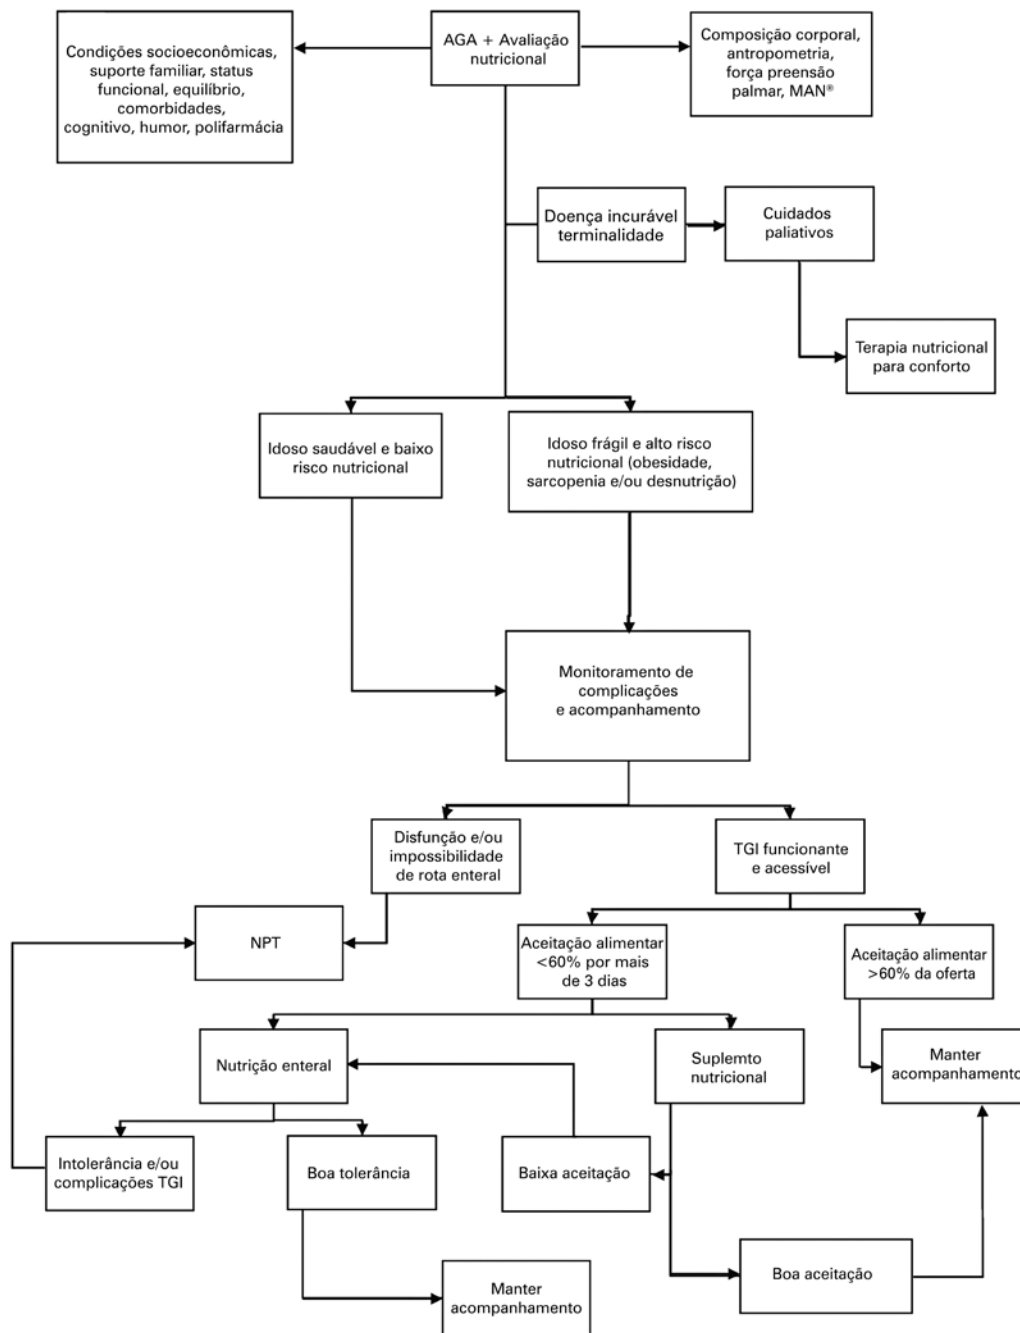 AGA + Avaliação
nutricional
Condições socioeconômicas,
suporte familiar, status
funcional, equilíbrio,
comorbidades,
cognitivo, humor, polifarmácia
Composição corporal,
antropometria,
força preensão
palmar, MAN®
Doença incurável
terminalidade
Cuidados
paliativos
Terapia nutricional
para conforto
Idoso saudável e baixo
risco nutricional
Idoso frágil e alto risco
nutricional (obesidade,
sarcopenia e/ou desnutrição)
Monitoramento de
complicações
e acompanhamento
Disfunção e/ou
impossibilidade
de rota enteral
TGI funcionante
e acessível
NPT
Aceitação alimentar
<60% por mais
de 3 dias
Aceitação alimentar
>60% da oferta
Nutrição enteral
Suplemto
nutricional
Manter
acompanhamento
Intolerância e/ou
complicações TGI
Boa tolerância
Baixa aceitação
Boa aceitação
Manter
acompanhamento